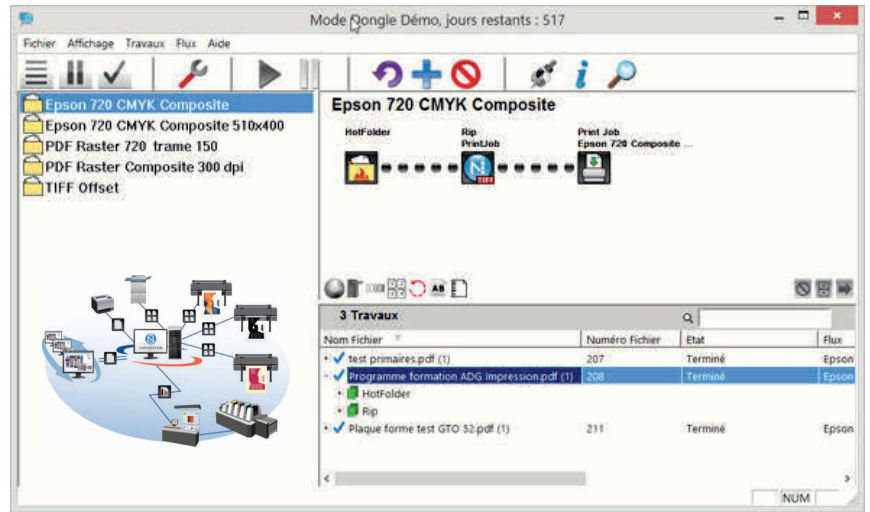 Mode Dongle Démo, jours restants : 517
Fichier Affichage Travaux Flux Aide
Epson 720 CMYK Composite
Epson 720 CMYK Composite 510x400
PDF Raster 720 trame 150
PDF Raster Composite 300 dpi
TIFF Offset
Epson 720 CMYK Composite
HotFolder
Rip
PrintJob
Print Job
Epson 720 Composite ...
N
TIFF
AB
3 Travaux
Nom Fichier Numéro Fichier Etat Flux
test primaires.pdf (1) 207 Terminé Epson
Programme formation ADG Impression.pdf (1) 208 Terminé Epson
HotFolder
Rip
Plaque forme test GTO 52.pdf (1) 211 Terminé Epson
NUM